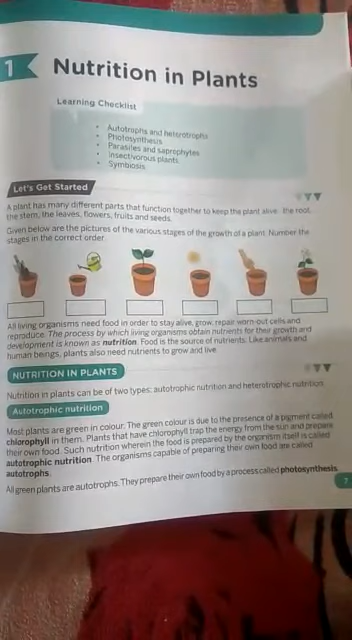 1
Nutrition in Plants
Learning Checklist
• Autotrophs and heterotrophs
• Photosynthesis
• Parasites and saprophytes
• Insectivorous plants
• Symbiosis
Let's Get Started
A plant has many different parts that function together to keep the plant alive: the root,
the stem, the leaves, flowers, fruits and seeds.
Given below are the pictures of the various stages of the growth of a plant. Number the
stages in the correct order.
All living organisms need food in order to stay alive, grow, repair worn-out cells and
reproduce. The process by which living organisms obtain nutrients for their growth and
development is known as nutrition. Food is the source of nutrients. Like animals and
human beings, plants also need nutrients to grow and live.
NUTRITION IN PLANTS
Nutrition in plants can be of two types: autotrophic nutrition and heterotrophic nutrition.
Autotrophic nutrition
Most plants are green in colour. The green colour is due to the presence of a pigment called
chlorophyll in them. Plants that have chlorophyll trap the energy from the sun and prepare
their own food. Such nutrition wherein the food is prepared by the organism itself is called
autotrophic nutrition. The organisms capable of preparing their own food are called
autotrophs.
All green plants are autotrophs. They prepare their own food by a process called photosynthesis.
7